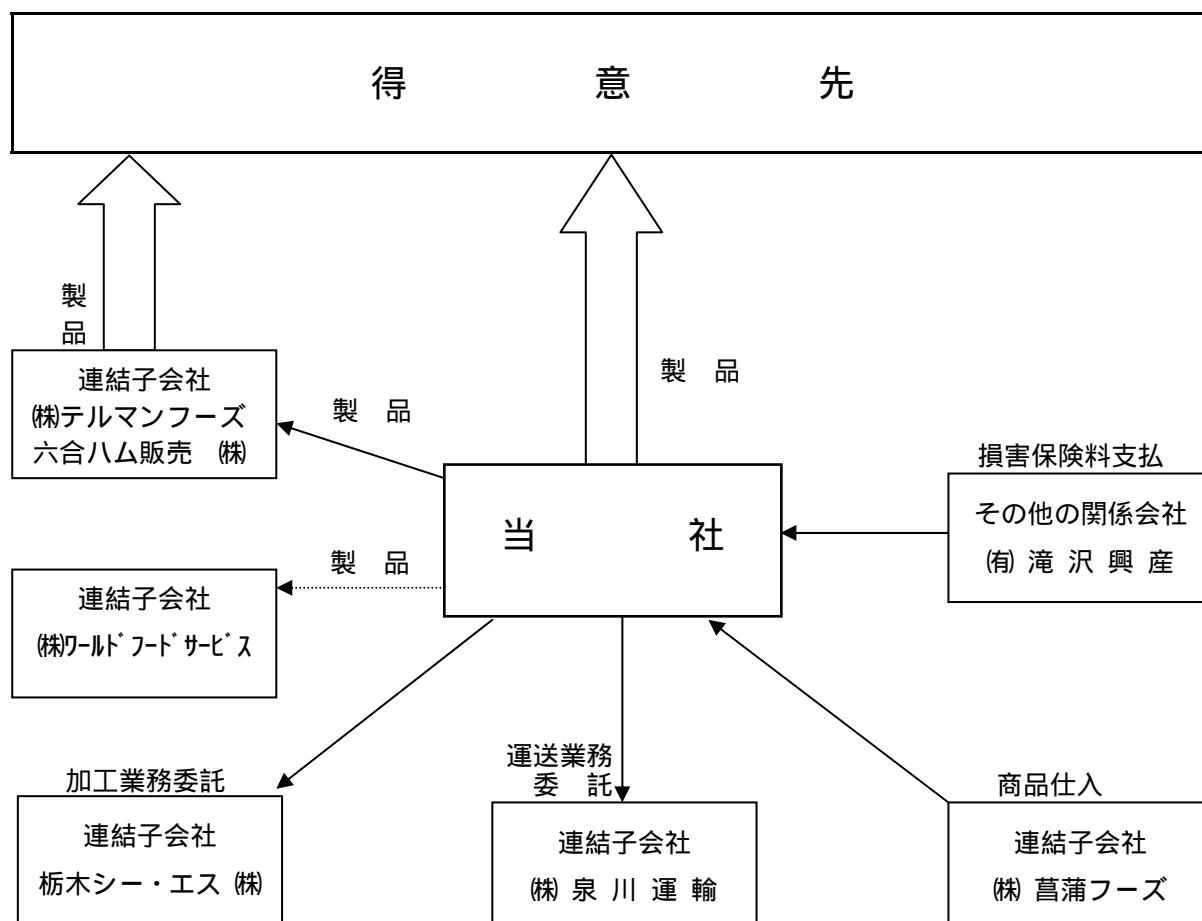 得 意 先
製
品
製 品
連結子会社
㈱テルマンフーズ
六合ハム販売 ㈱
製 品
当 社
損害保険料支払
その他の関係会社
㈲ 滝 沢 興 産
製 品
連結子会社
㈱ﾜｰﾙﾄﾞﾌｰﾄﾞｻｰﾋﾞｽ
加工業務委託
連結子会社
栃木シー・エス ㈱
運送業務
委 託
連結子会社
㈱ 泉 川 運 輸
商品仕入
連結子会社
㈱ 菖蒲フーズ